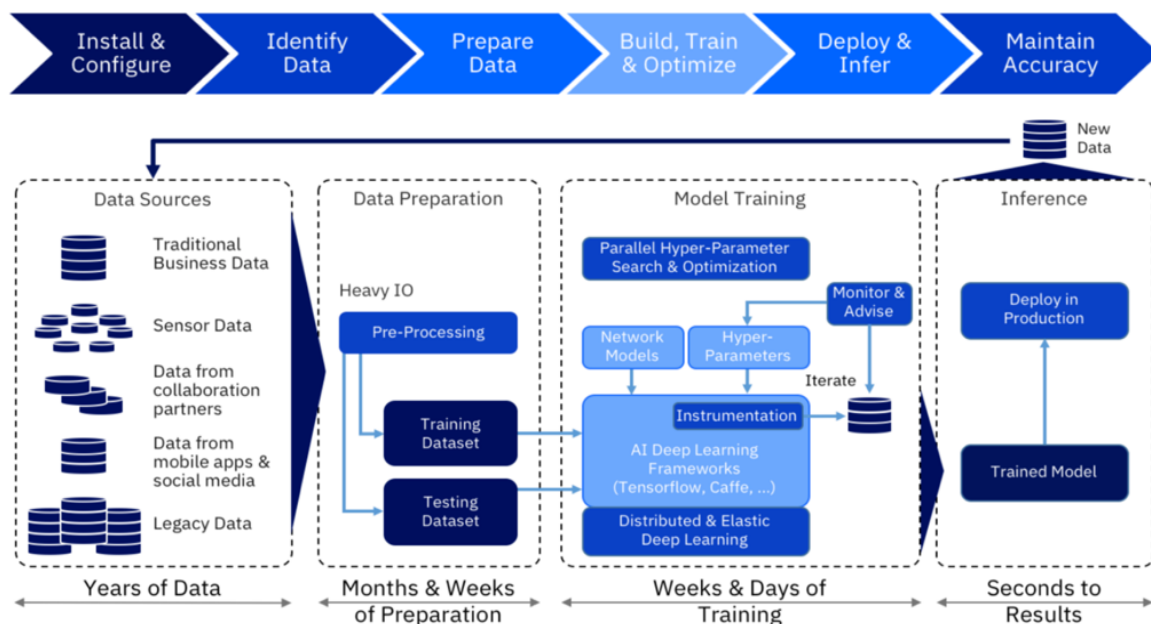 Install &
Configure
Identify
Data
Prepare
Data
Build, Train
& Optimize
Deploy &
Infer
Maintain
Accuracy
New
Data
Data Sources
Traditional
Business Data
Sensor Data
Data from
collaboration
partners
Data from
mobile apps &
social media
Legacy Data
Years of Data
Data Preparation
Heavy IO
Pre-Processing
Training
Dataset
Testing
Dataset
Months & Weeks
of Preparation
Model Training
Parallel Hyper-Parameter
Search & Optimization
Monitor &
Advise
Network
Models
Hyper-
Parameters
Iterate
Instrumentation
AI Deep Learning
Frameworks
(Tensorflow, Caffe, ...)
Distributed & Elastic
Deep Learning
Weeks & Days of
Training
Inference
Deploy in
Production
Trained Model
Seconds to
Results